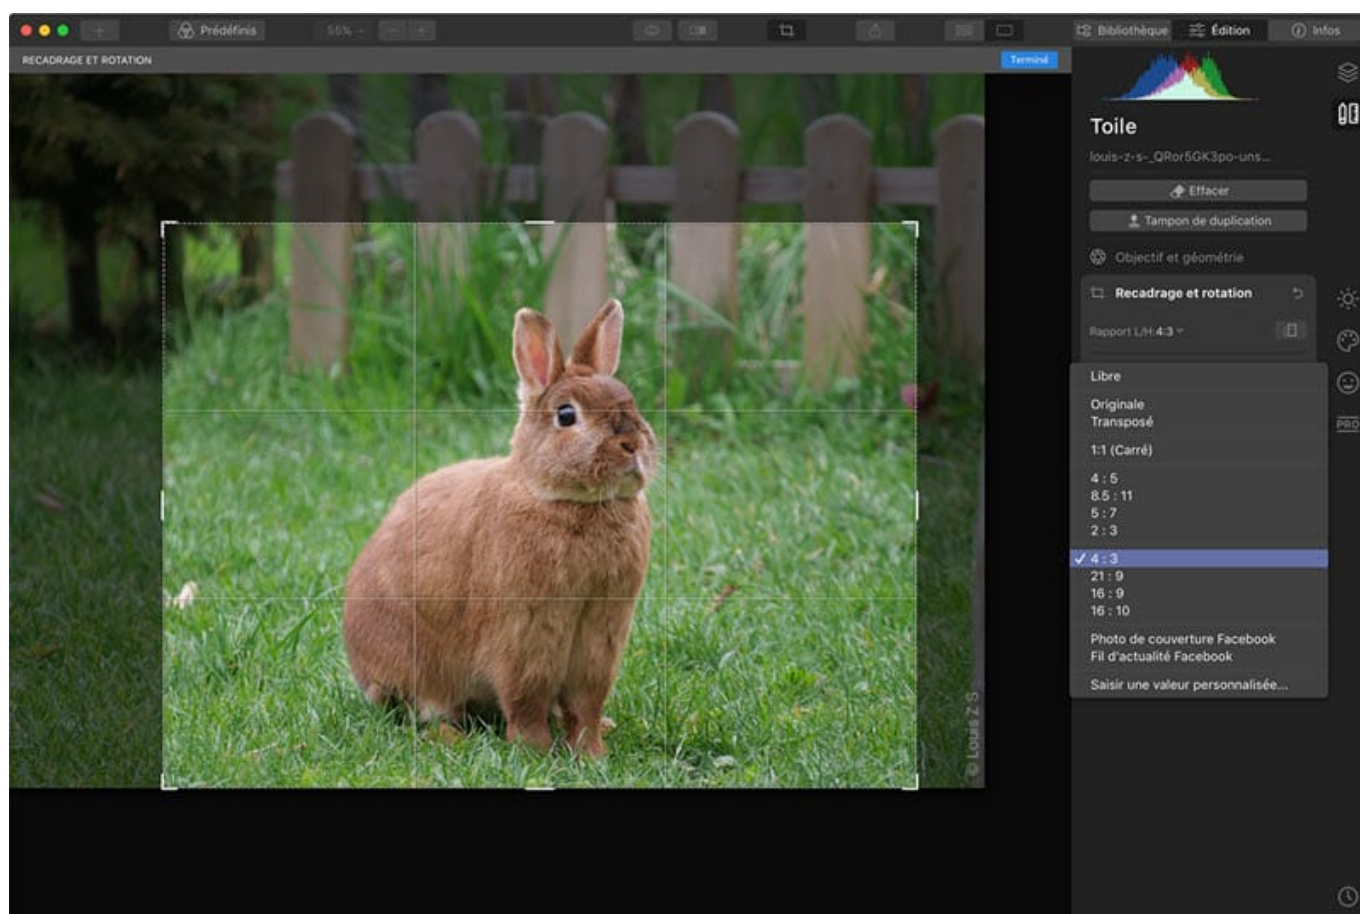 Prédéfinis
55%
Bibliothèque
Édition
Infos
RECADRAGE ET ROTATION
Terminé
Toile
louis-z-s-_QRor5GK3po-uns...
Effacer
Tampon de duplication
Objectif et géométrie
Recadrage et rotation
Rapport L/H: 4:3
Libre
Originale
Transposé
1:1 (Carré)
4 : 5
8.5 : 11
5 : 7
2 : 3
4 : 3
21 : 9
16 : 9
16 : 10
Photo de couverture Facebook
Fil d'actualité Facebook
Saisir une valeur personnalisée...
PRO
© Louis Z S